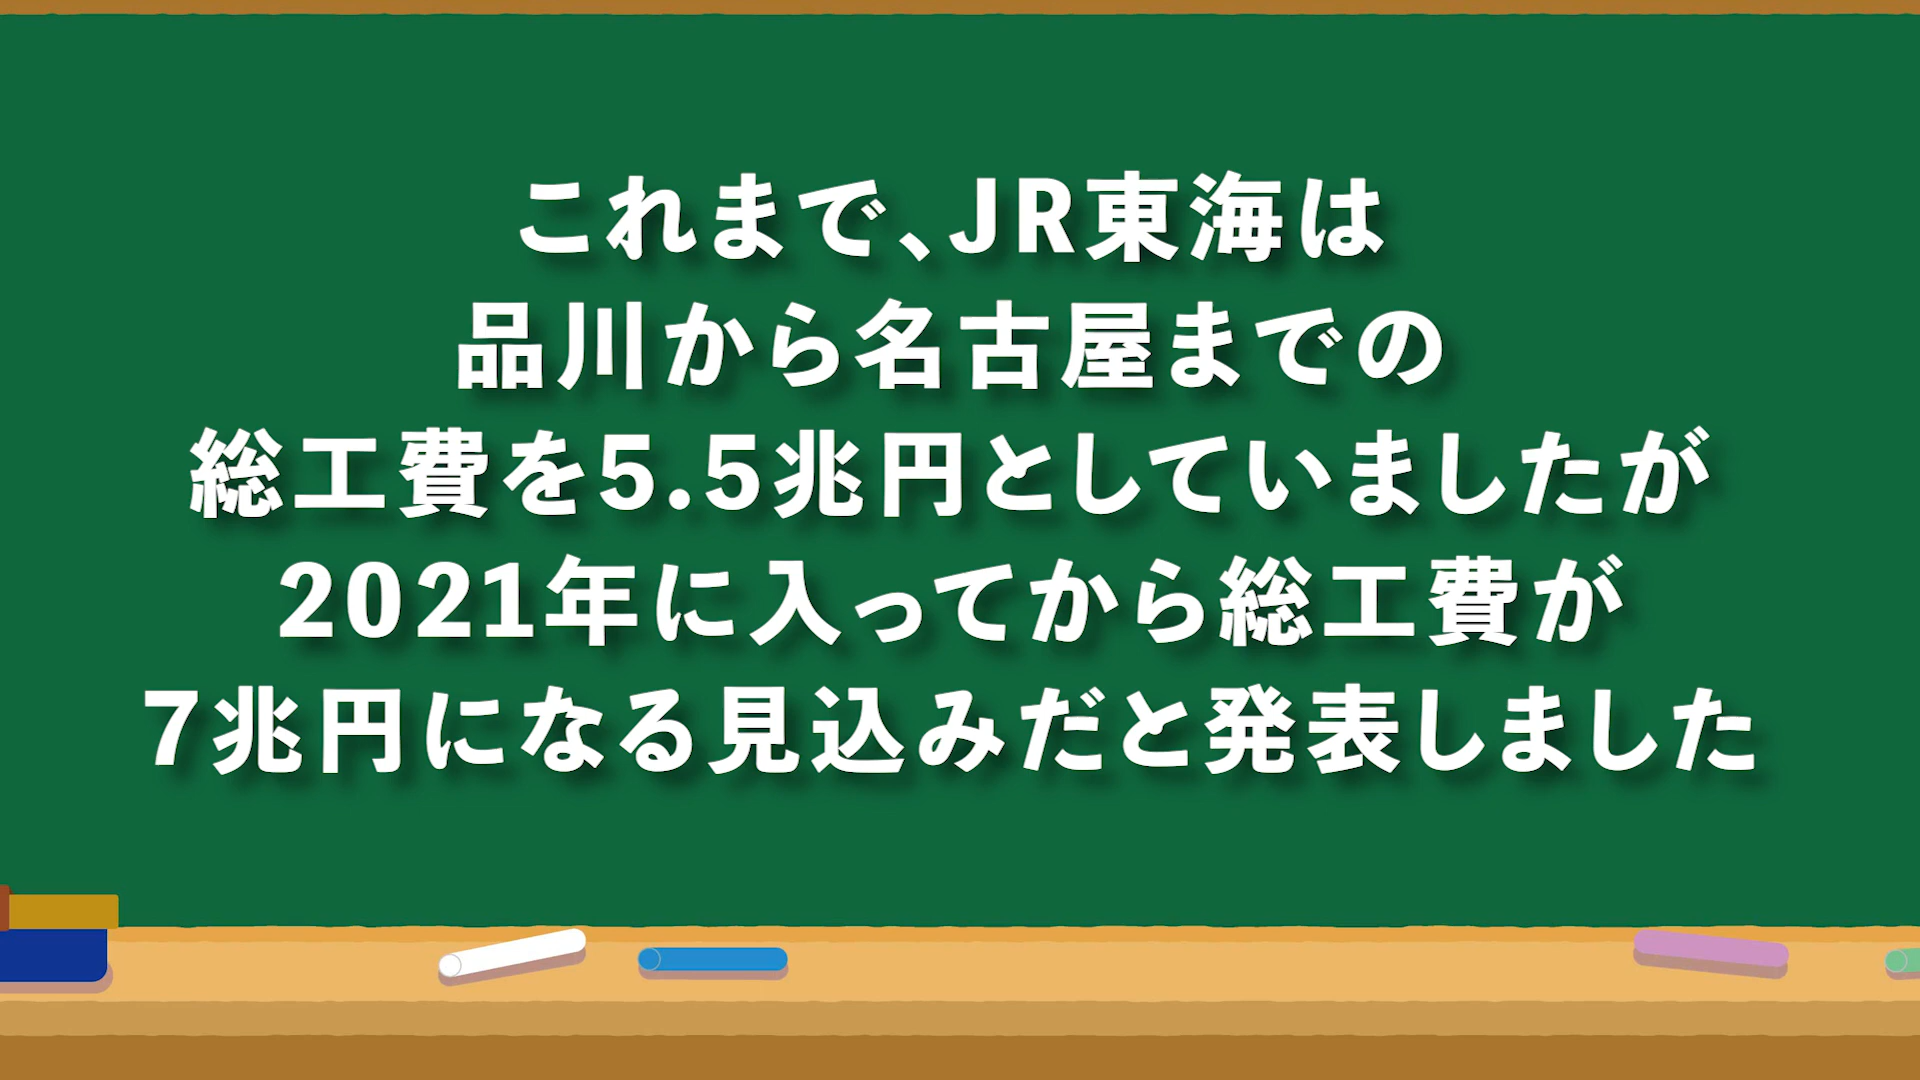 これまで、JR東海は
品川から名古屋までの
総工費を5.5兆円としていましたが
2021年に入ってから総工費が
7兆円になる見込みだと発表しました